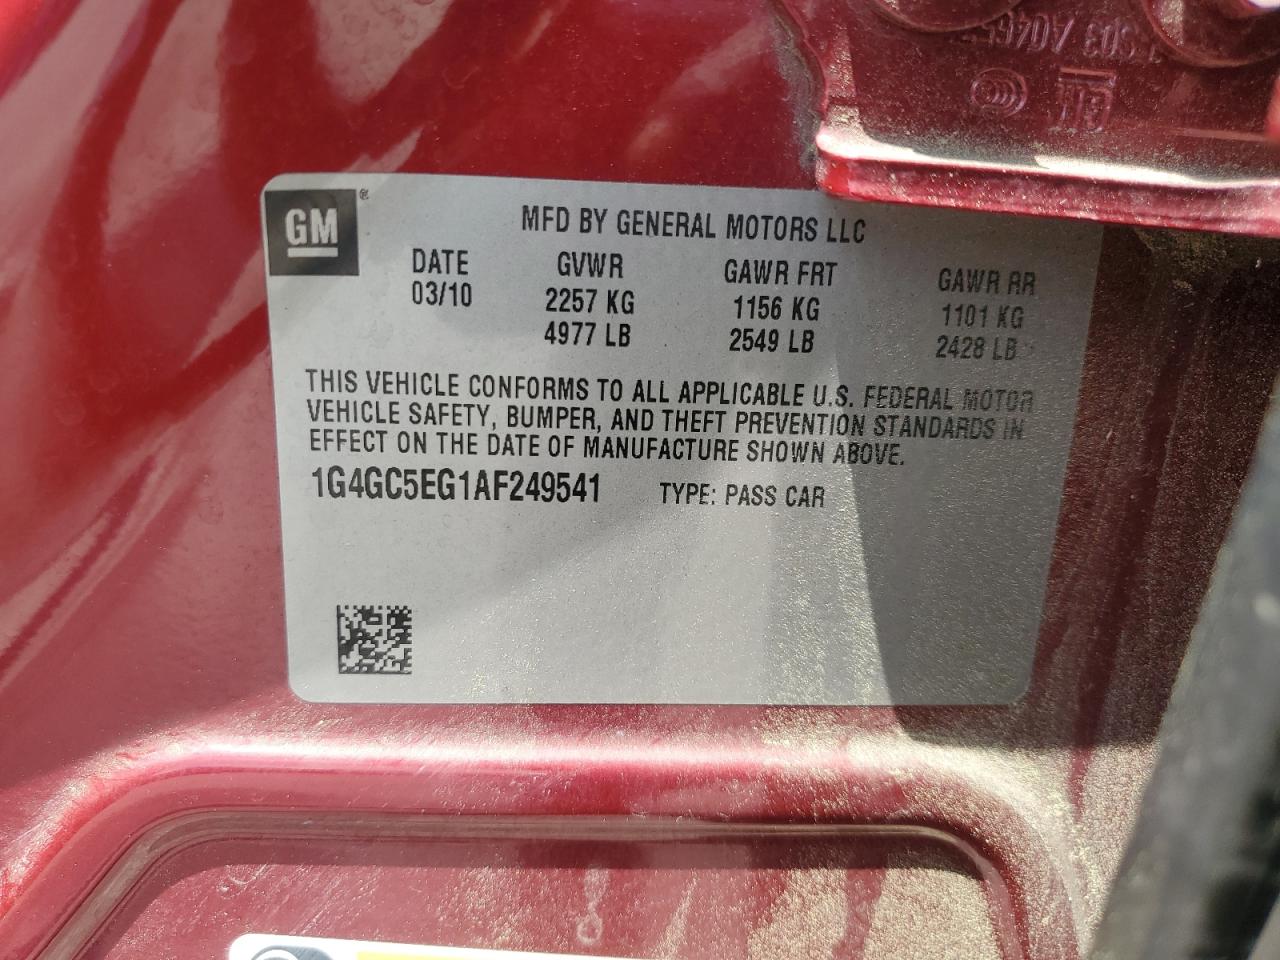 GM ®
MFD BY GENERAL MOTORS LLC
DATE GVWR GAWR FRT GAWR RR
03/10 2257 KG 1156 KG 1101 KG
4977 LB 2549 LB 2428 LB
THIS VEHICLE CONFORMS TO ALL APPLICABLE U.S. FEDERAL MOTOR
VEHICLE SAFETY, BUMPER, AND THEFT PREVENTION STANDARDS IN
EFFECT ON THE DATE OF MANUFACTURE SHOWN ABOVE.
1G4GC5EG1AF249541 TYPE: PASS CAR